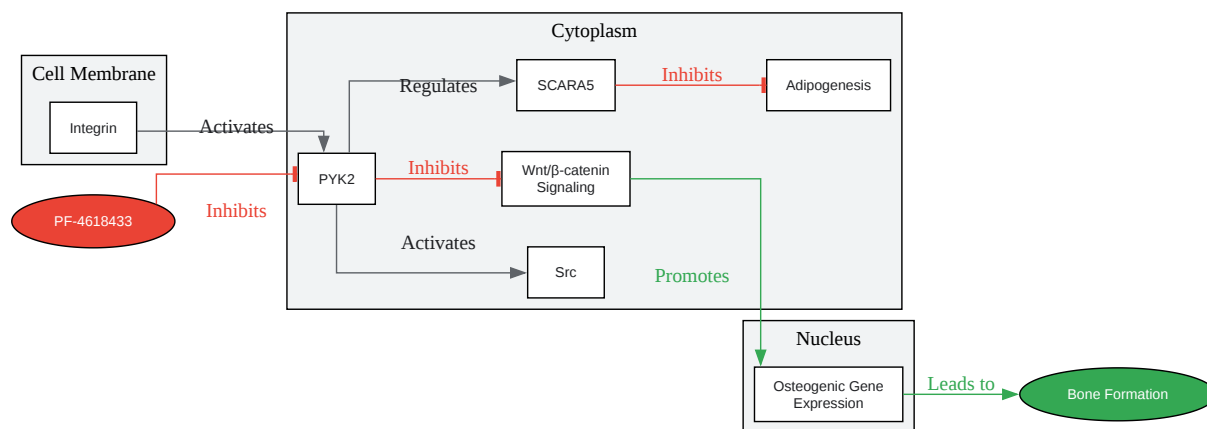 Cytoplasm
Cell Membrane
Regulates
SCARA5
Inhibits
Adipogenesis
Integrin
Activates
PYK2
Inhibits
Wnt/β-catenin
Signaling
PF-4618433
Inhibits
Activates
Src
Promotes
Nucleus
Osteogenic Gene
Expression
Leads to
Bone Formation